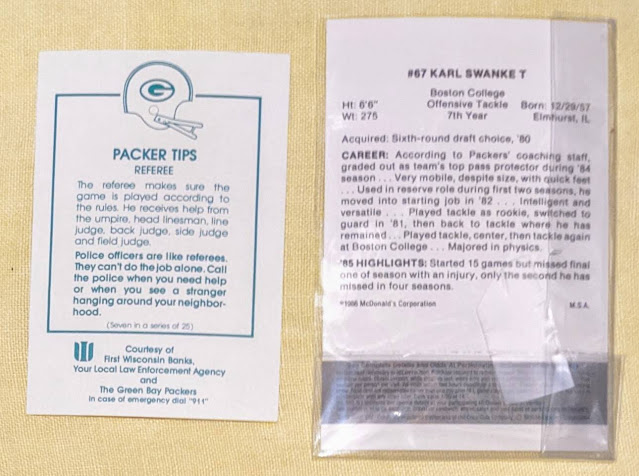 G
PACKER TIPS
REFEREE
The referee makes sure the
game is played according to
the rules. He receives help from
the umpire, head linesman, line
judge, back judge, side judge
and field judge.
Police officers are like referees.
They can't do the job alone. Call
the police when you need help
or when you see a stranger
hanging around your neighbor-
hood.
(Seven in a series of 25)
Courtesy of
First Wisconsin Banks,
Your Local Law Enforcement Agency
and
The Green Bay Packers
In case of emergency dial "911"
#67 KARL SWANKE T
Boston College
Ht: 6'6" Offensive Tackle Born: 12/29/57
Wt: 275 7th Year Elmhurst, IL
Acquired: Sixth-round draft choice, '80
CAREER: According to Packers' coaching staff,
graded out as team's top pass protector during '84
season . . . Very mobile, despite size, with quick feet
. . . Used in reserve role during first two seasons, he
moved into starting job in '82 . . . Intelligent and
versatile . . . Played tackle as rookie, switched to
guard in '81, then back to tackle where he has
remained . . . Played tackle, center, then tackle again
at Boston College . . . Majored in physics.
'85 HIGHLIGHTS: Started 15 games but missed final
one of season with an injury, only the second he has
missed in four seasons.
©1986 McDonald's Corporation M.S.A.